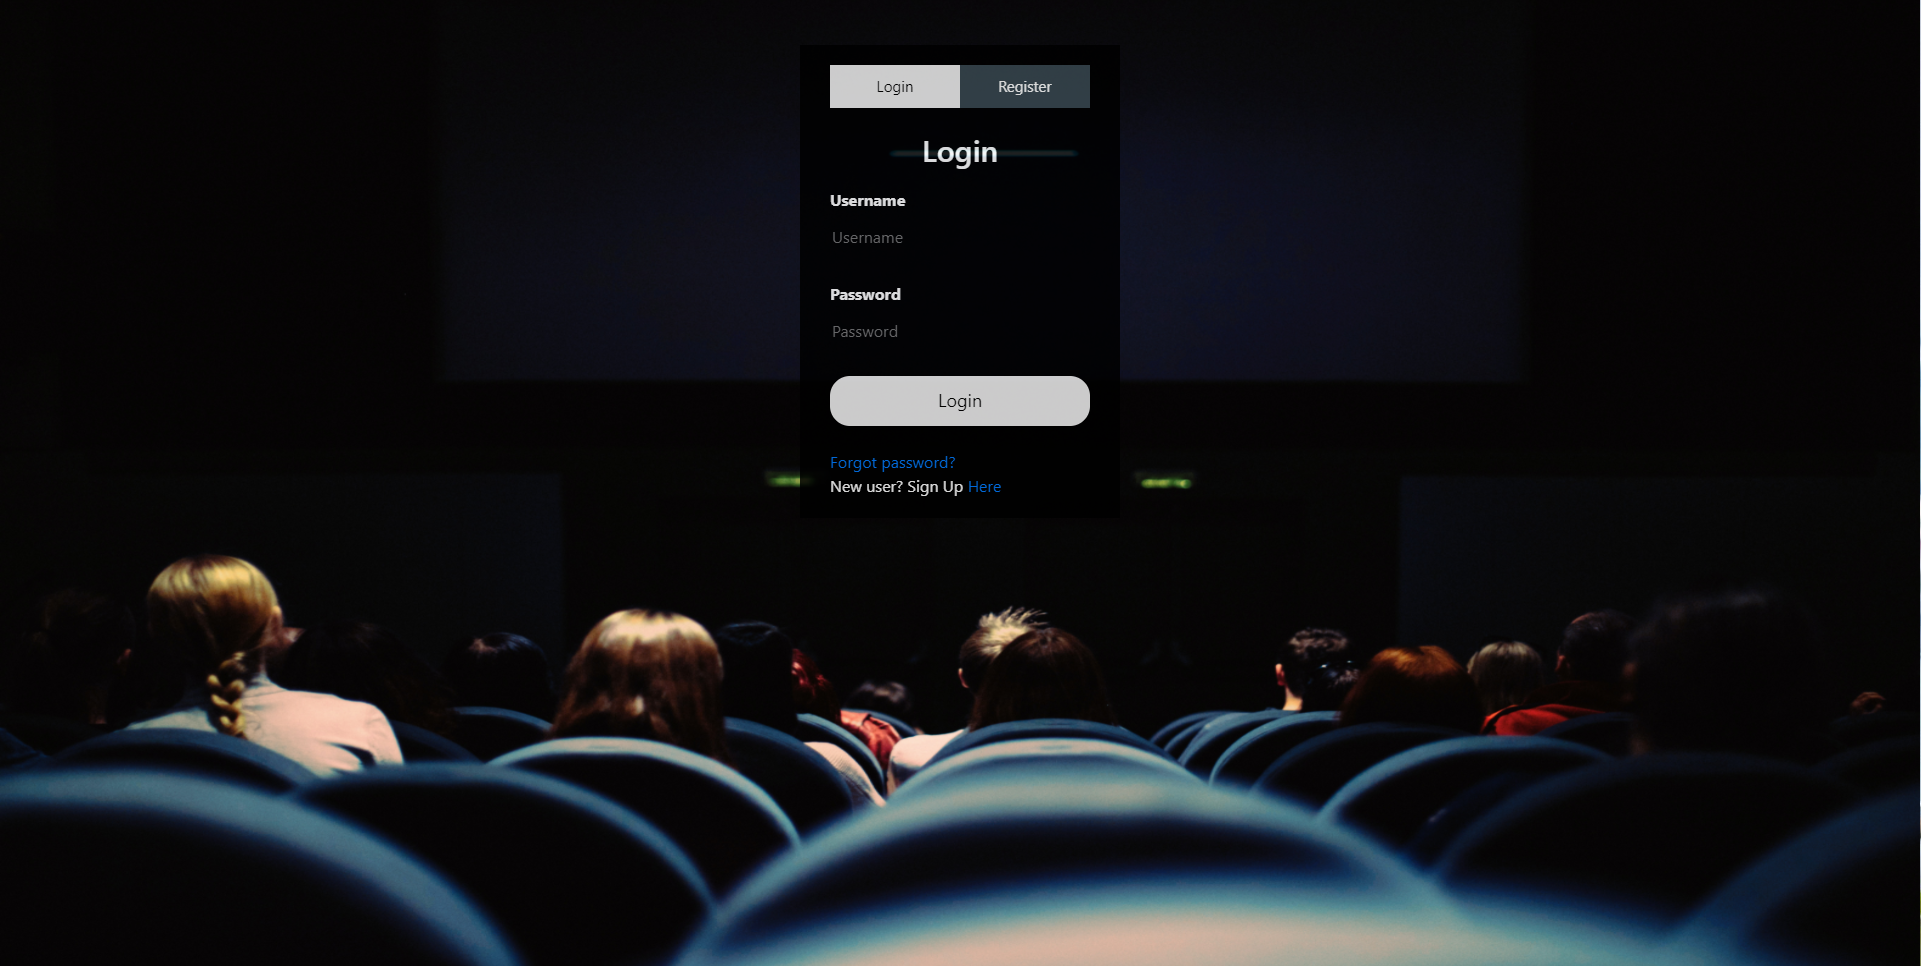 Login Register
Login
Username
Username
Password
Password
Login
Forgot password?
New user? Sign Up Here